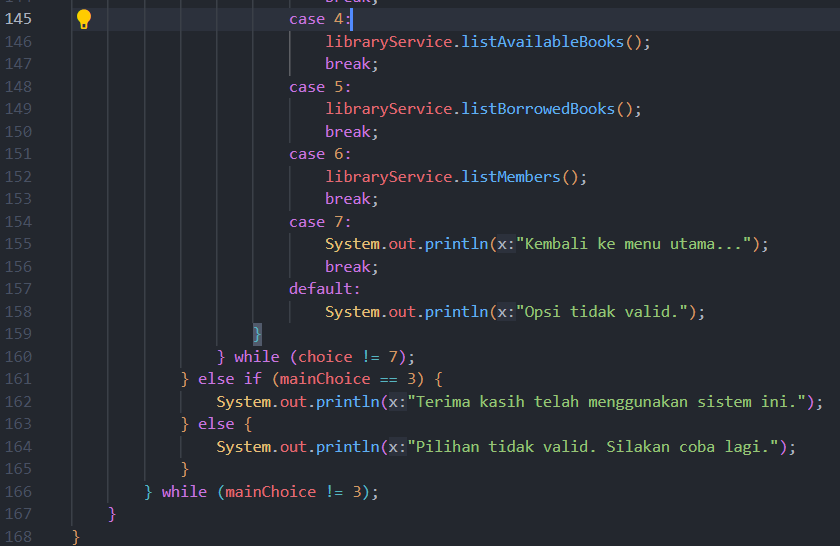 break;
145 case 4:
146 libraryService.listAvailableBooks();
147 break;
148 case 5:
149 libraryService.listBorrowedBooks();
150 break;
151 case 6:
152 libraryService.listMembers();
153 break;
154 case 7:
155 System.out.println(x:"Kembali ke menu utama...");
156 break;
157 default:
158 System.out.println(x:"Opsi tidak valid.");
159 }
160 } while (choice != 7);
161 } else if (mainChoice == 3) {
162 System.out.println(x:"Terima kasih telah menggunakan sistem ini.");
163 } else {
164 System.out.println(x:"Pilihan tidak valid. Silakan coba lagi.");
165 }
166 } while (mainChoice != 3);
167 }
168 }